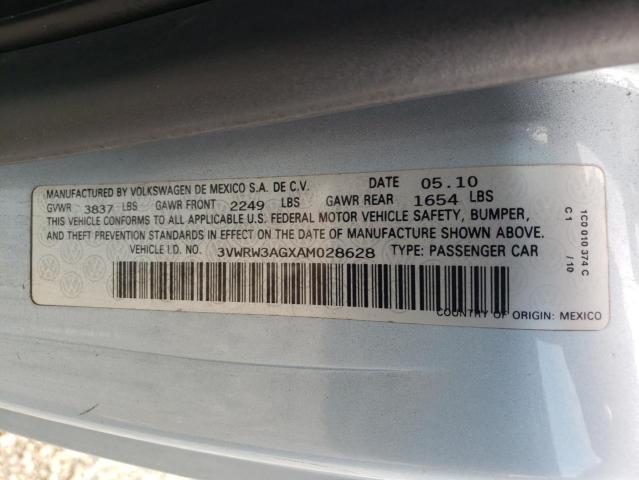 MANUFACTURED BY VOLKSWAGEN DE MEXICO S.A. DE C.V. DATE 05.10
GVWR 3837 LBS GAWR FRONT 2249 LBS GAWR REAR 1654 LBS
THIS VEHICLE CONFORMS TO ALL APPLICABLE U.S. FEDERAL MOTOR VEHICLE SAFETY, BUMPER,
AND THEFT PREVENTION STANDARDS IN EFFECT ON THE DATE OF MANUFACTURE SHOWN ABOVE.
VEHICLE I.D. NO. 3VWRW3AGXAM028628 TYPE: PASSENGER CAR
COUNTRY OF ORIGIN: MEXICO
1C0 010 374 C
C1 /10